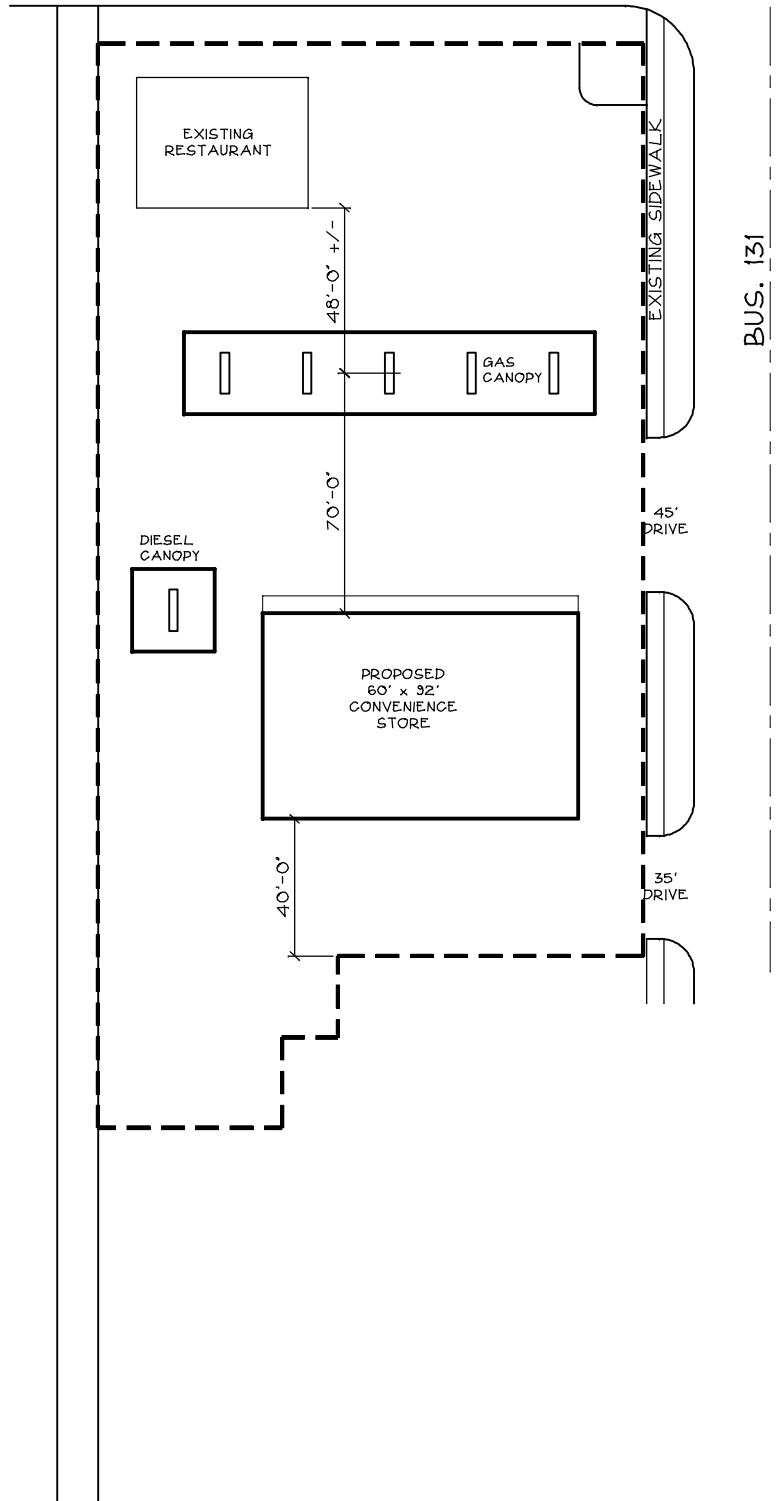 EXISTING
RESTAURANT
EXISTING SIDEWALK
BUS. 131
48'-0" +/-
GAS
CANOPY
70'-0"
45'
DRIVE
DIESEL
CANOPY
PROPOSED
60' x 92'
CONVENIENCE
STORE
40'-0"
35'
DRIVE